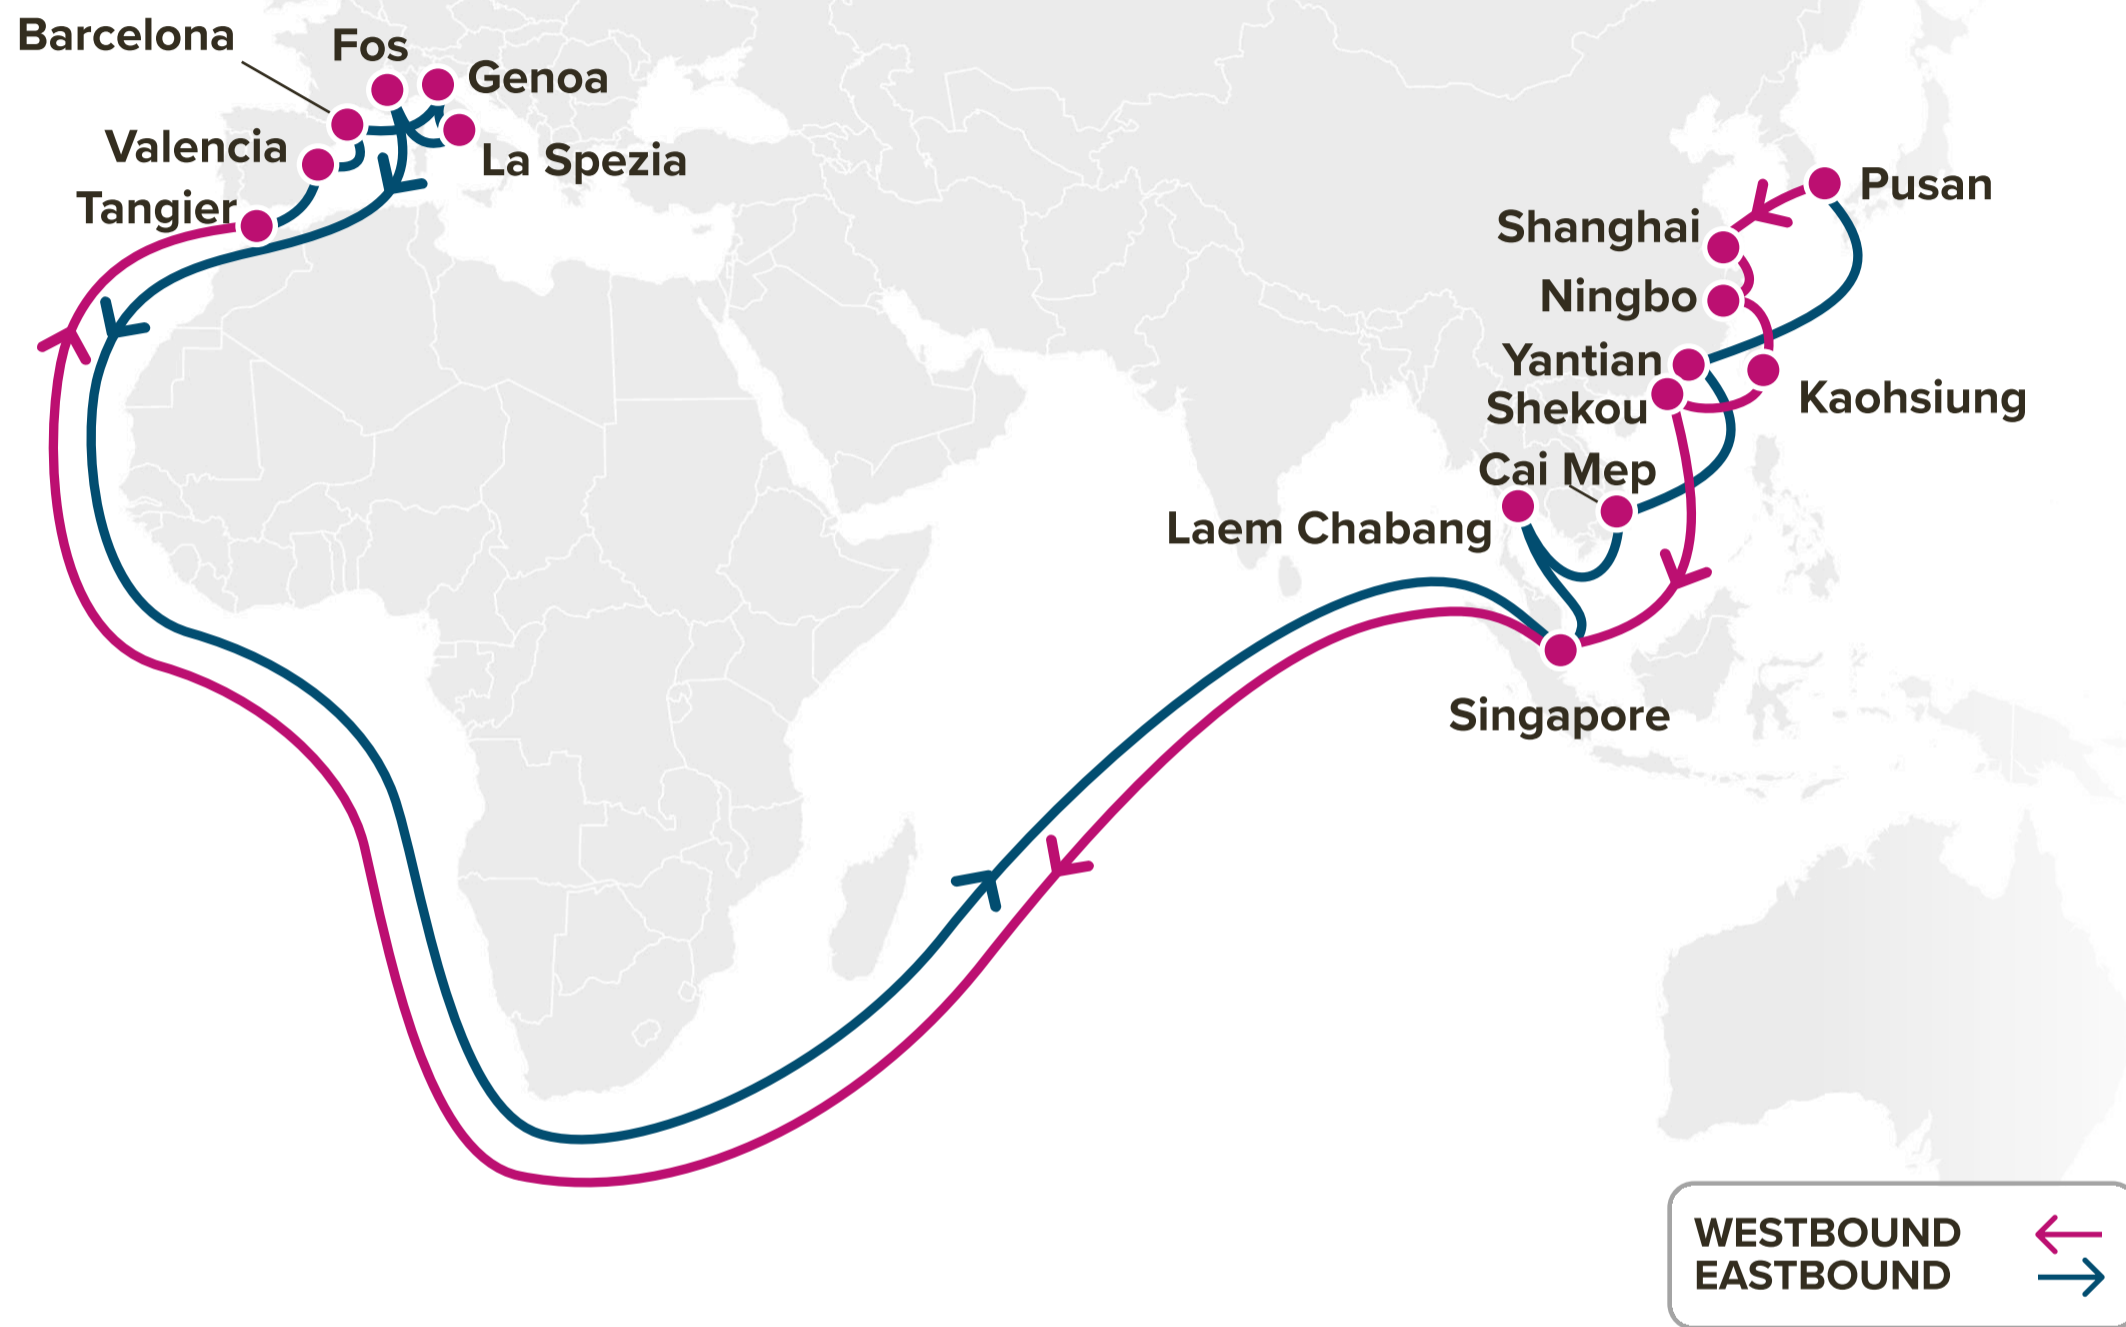 Barcelona
Fos
Genoa
Valencia
La Spezia
Tangier
Pusan
Shanghai
Ningbo
Yantian
Shekou
Kaohsiung
Cai Mep
Laem Chabang
Singapore
WESTBOUND
EASTBOUND